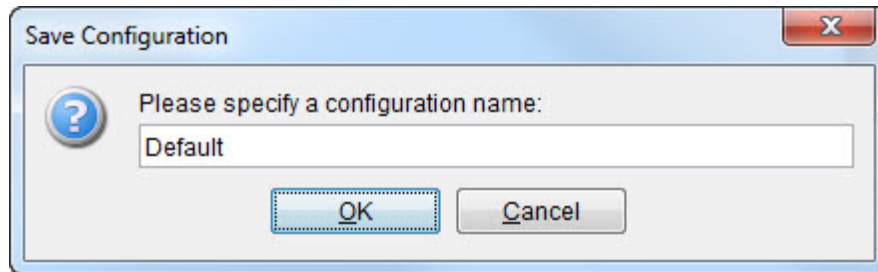 Save Configuration
Please specify a configuration name:
Default
OK Cancel